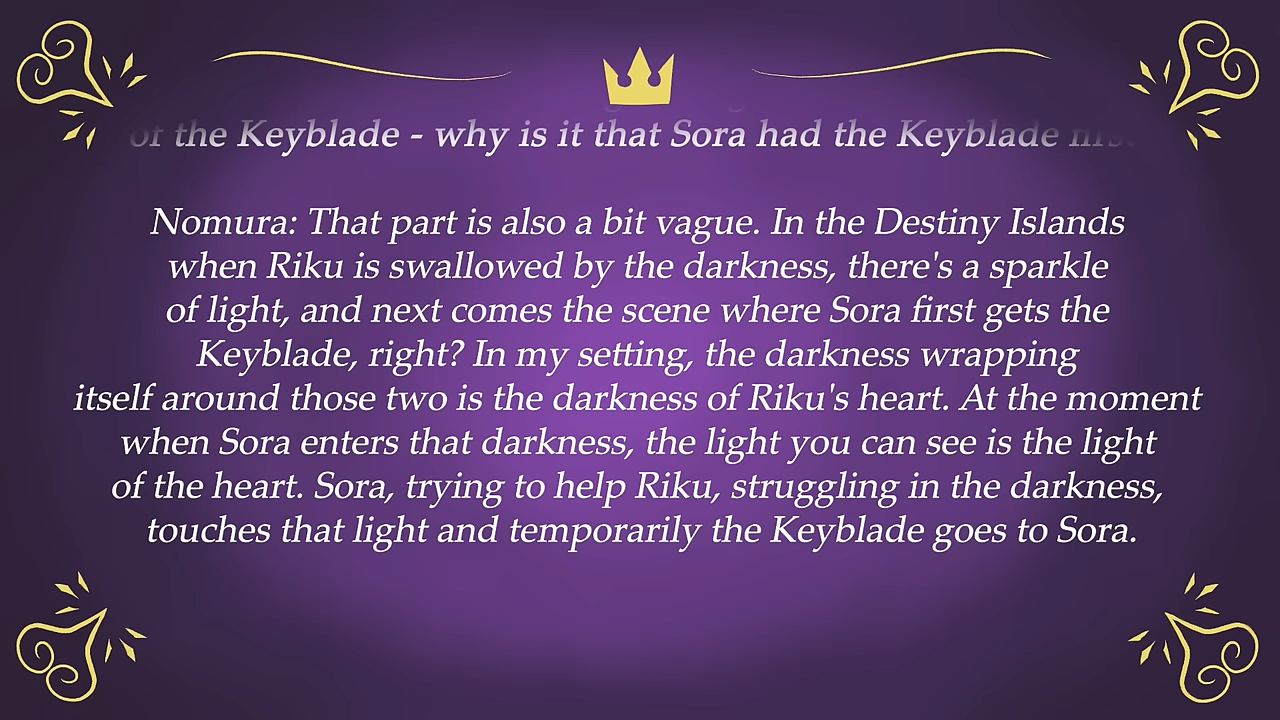 of the Keyblade - why is it that Sora had the Keyblade
Nomura: That part is also a bit vague. In the Destiny Islands
when Riku is swallowed by the darkness, there's a sparkle
of light, and next comes the scene where Sora first gets the
Keyblade, right? In my setting, the darkness wrapping
itself around those two is the darkness of Riku's heart. At the moment
when Sora enters that darkness, the light you can see is the light
of the heart. Sora, trying to help Riku, struggling in the darkness,
touches that light and temporarily the Keyblade goes to Sora.